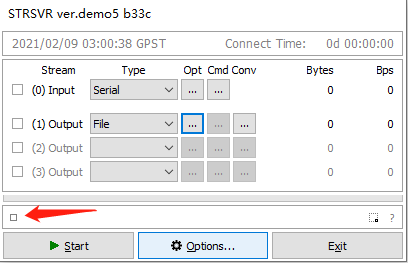 STRSVR ver.demo5 b33c
2021/02/09 03:00:38 GPST Connect Time: 0d 00:00:00
Stream Type Opt Cmd Conv Bytes Bps
(0) Input Serial ... ... 0 0
(1) Output File ... ... ... 0 0
(2) Output ... ... ... 0 0
(3) Output ... ... ... 0 0
?
Start Options... Exit